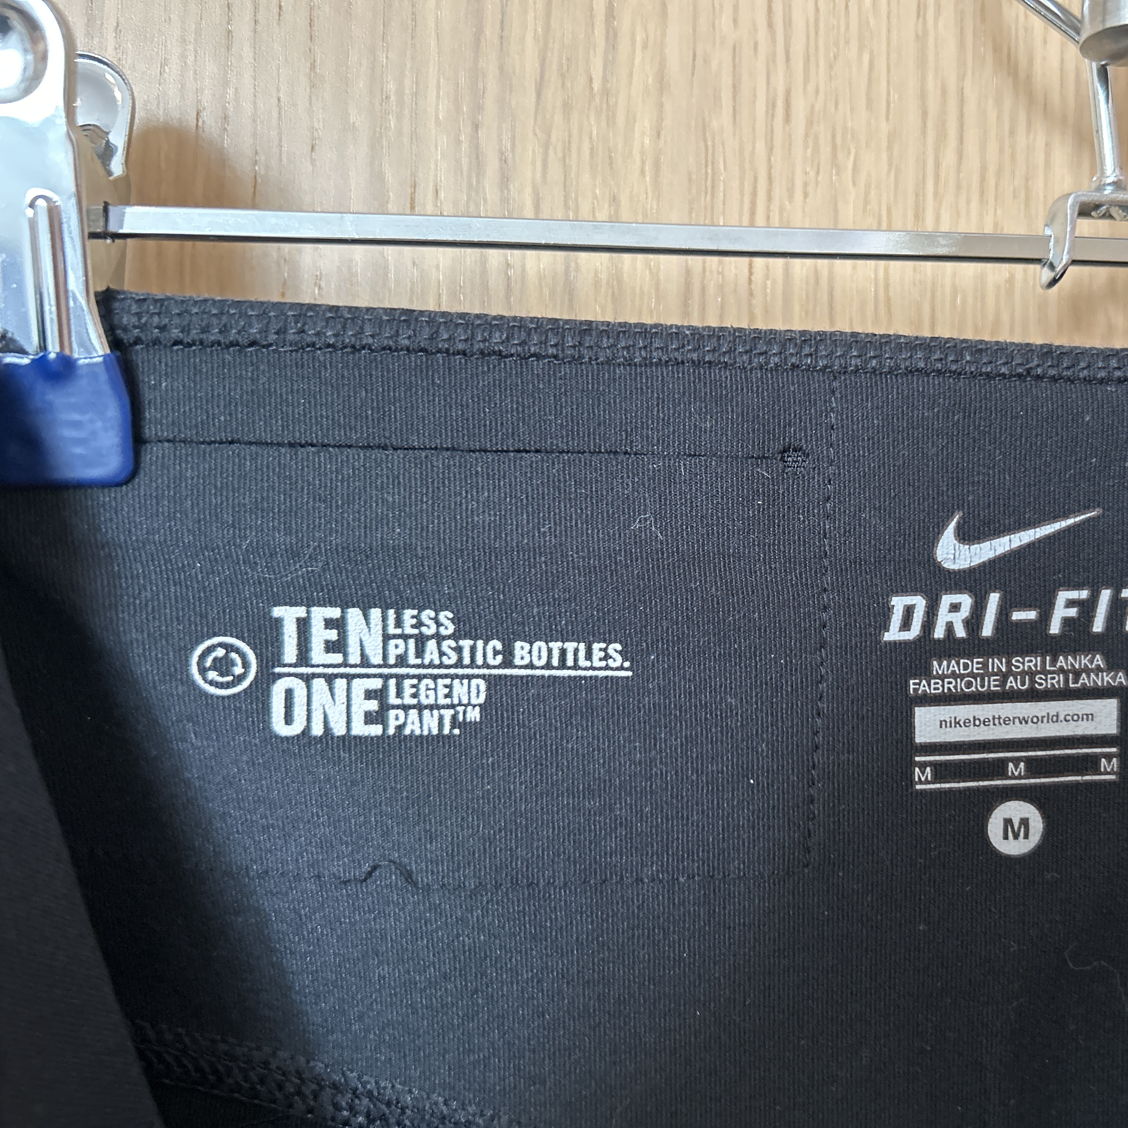 TEN LESS
PLASTIC BOTTLES.
ONE LEGEND
PANT.™
DRI-FIT
MADE IN SRI LANKA
FABRIQUE AU SRI LANKA
nikebetterworld.com
M M M
M